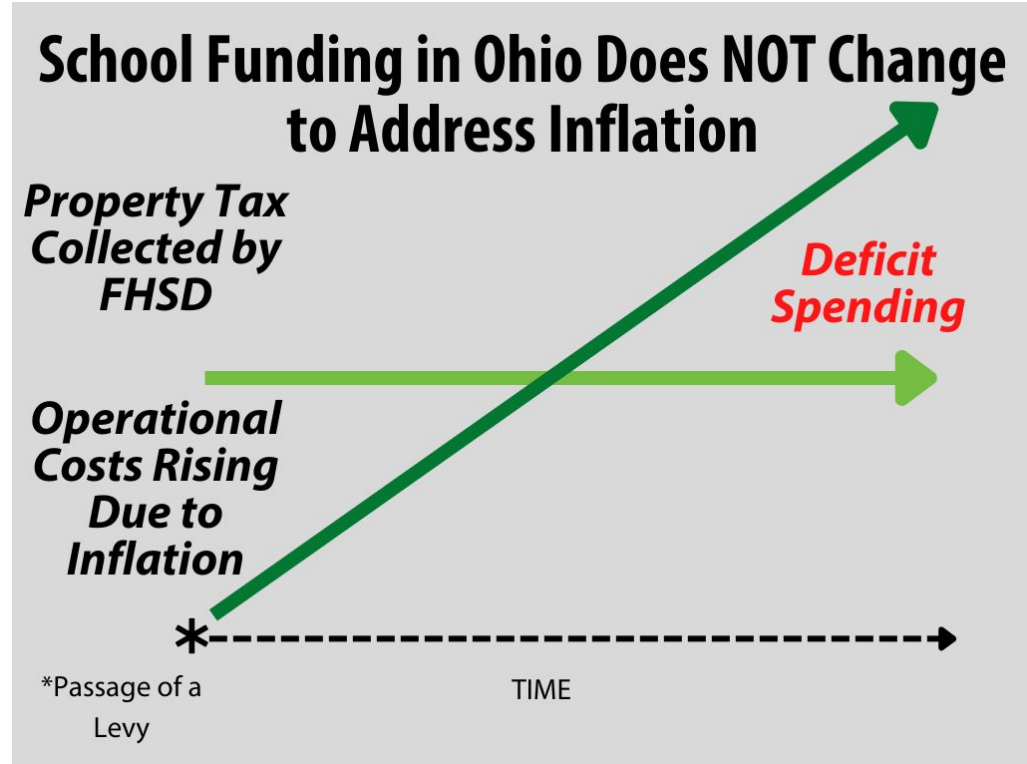 School Funding in Ohio Does NOT Change
to Address Inflation
Property Tax
Collected by
FHSD
Deficit
Spending
Operational
Costs Rising
Due to
Inflation
*
*Passage of a
Levy
TIME